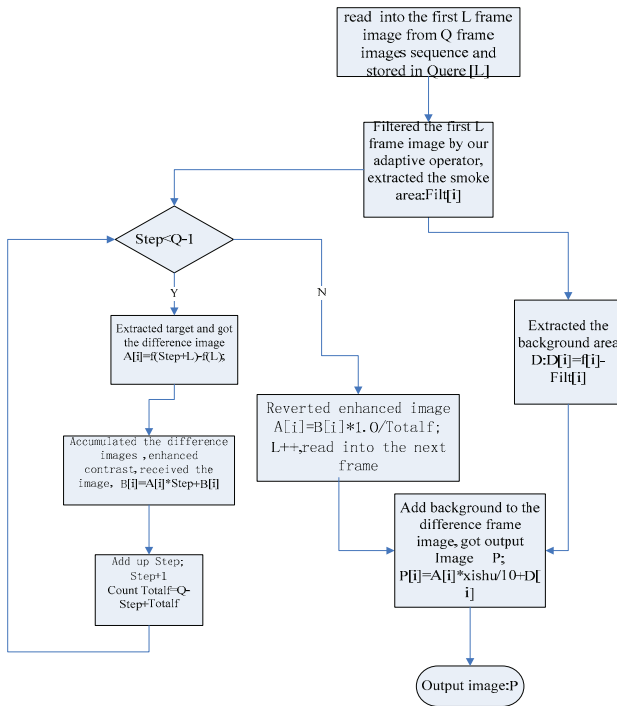 read into the first L frame
image from Q frame
images sequence and
stored in Quere [L]
Filtered the first L
frame image by our
adaptive operator,
extracted the smoke
area:Filt[i]
Step<Q-1
Y
N
Extracted target and got
the difference image
A[i]=f(Step+L)-f(L);
Extracted the
background area
D:D[i]=f[i]-
Filt[i]
Reverted enhanced image
A[i]=B[i]*1.0/Totalf;
L++,read into the next
frame
Accumulated the difference
images ,enhanced
contrast,received the
image, B[i]=A[i]*Step+B[i]
Add background to the
difference frame
image,got output
Image P;
P[i]=A[i]*xishu/10+D[
i]
Add up Step;
Step+1
Count Totalf=Q-
Step+Totalf
Output image:P